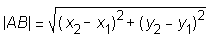 |AB| = √((x₂ − x₁)² + (y₂ − y₁)²)